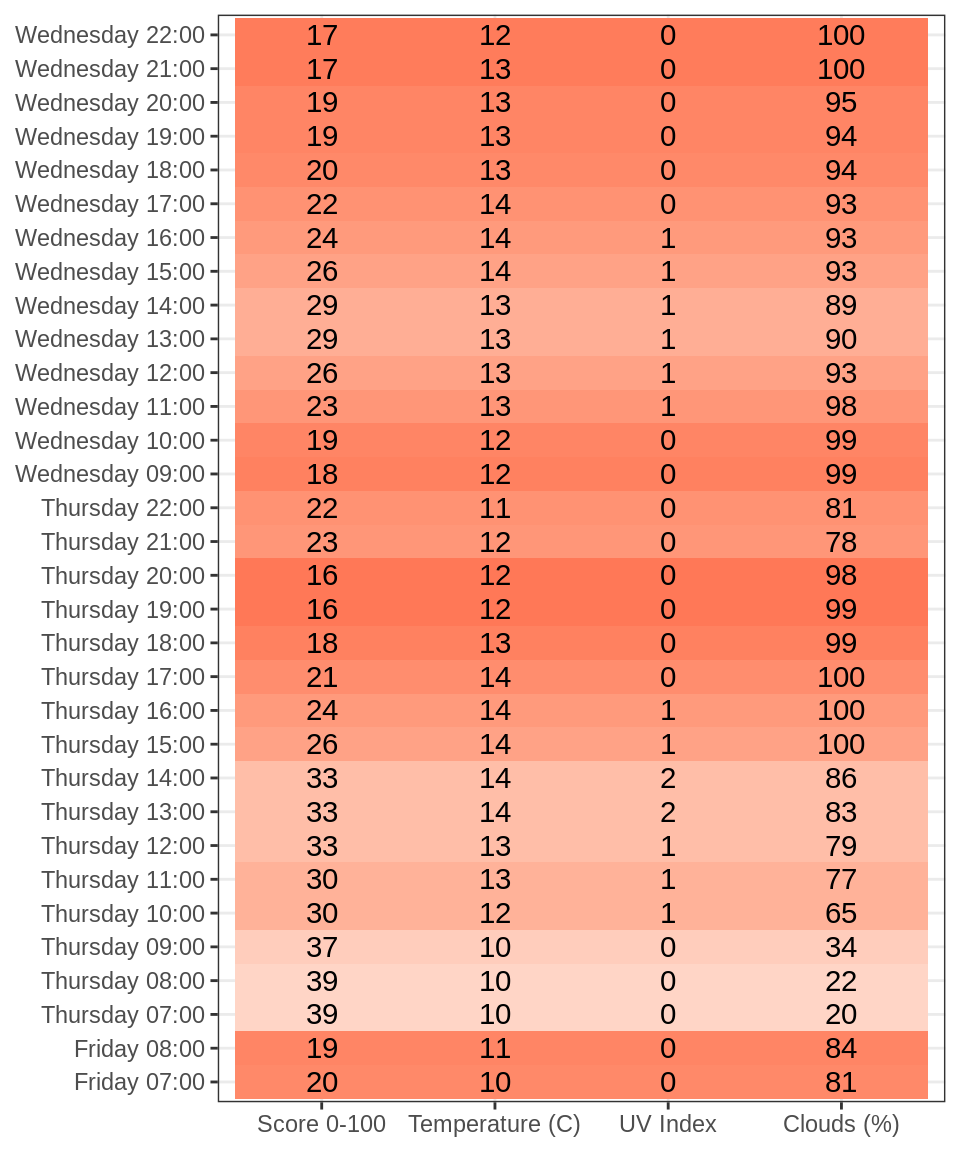 Wednesday 22:00 17 12 0 100
Wednesday 21:00 17 13 0 100
Wednesday 20:00 19 13 0 95
Wednesday 19:00 19 13 0 94
Wednesday 18:00 20 13 0 94
Wednesday 17:00 22 14 0 93
Wednesday 16:00 24 14 1 93
Wednesday 15:00 26 14 1 93
Wednesday 14:00 29 13 1 89
Wednesday 13:00 29 13 1 90
Wednesday 12:00 26 13 1 93
Wednesday 11:00 23 13 1 98
Wednesday 10:00 19 12 0 99
Wednesday 09:00 18 12 0 99
Thursday 22:00 22 11 0 81
Thursday 21:00 23 12 0 78
Thursday 20:00 16 12 0 98
Thursday 19:00 16 12 0 99
Thursday 18:00 18 13 0 99
Thursday 17:00 21 14 0 100
Thursday 16:00 24 14 1 100
Thursday 15:00 26 14 1 100
Thursday 14:00 33 14 2 86
Thursday 13:00 33 14 2 83
Thursday 12:00 33 13 1 79
Thursday 11:00 30 13 1 77
Thursday 10:00 30 12 1 65
Thursday 09:00 37 10 0 34
Thursday 08:00 39 10 0 22
Thursday 07:00 39 10 0 20
Friday 08:00 19 11 0 84
Friday 07:00 20 10 0 81
Score 0-100 Temperature (C) UV Index Clouds (%)